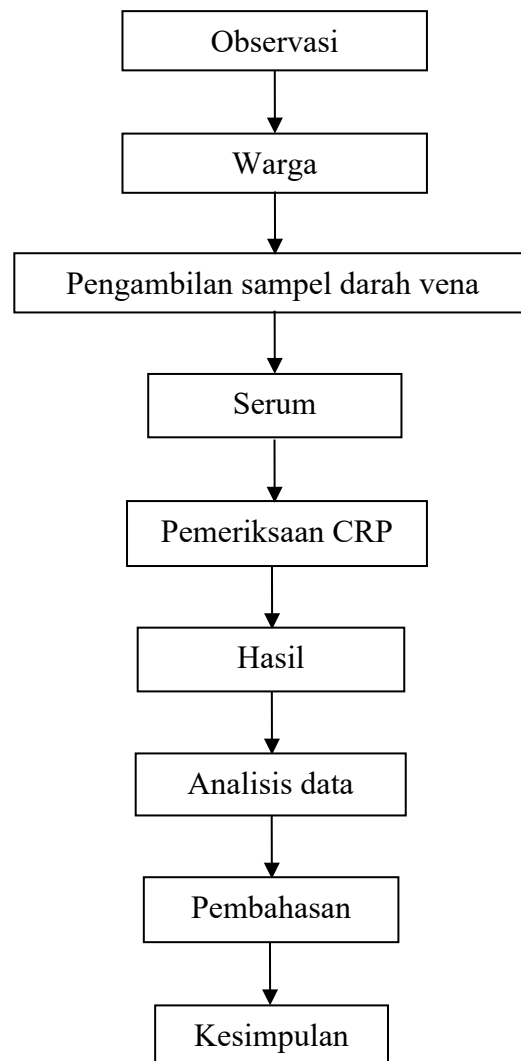 Observasi
Warga
Pengambilan sampel darah vena
Serum
Pemeriksaan CRP
Hasil
Analisis data
Pembahasan
Kesimpulan